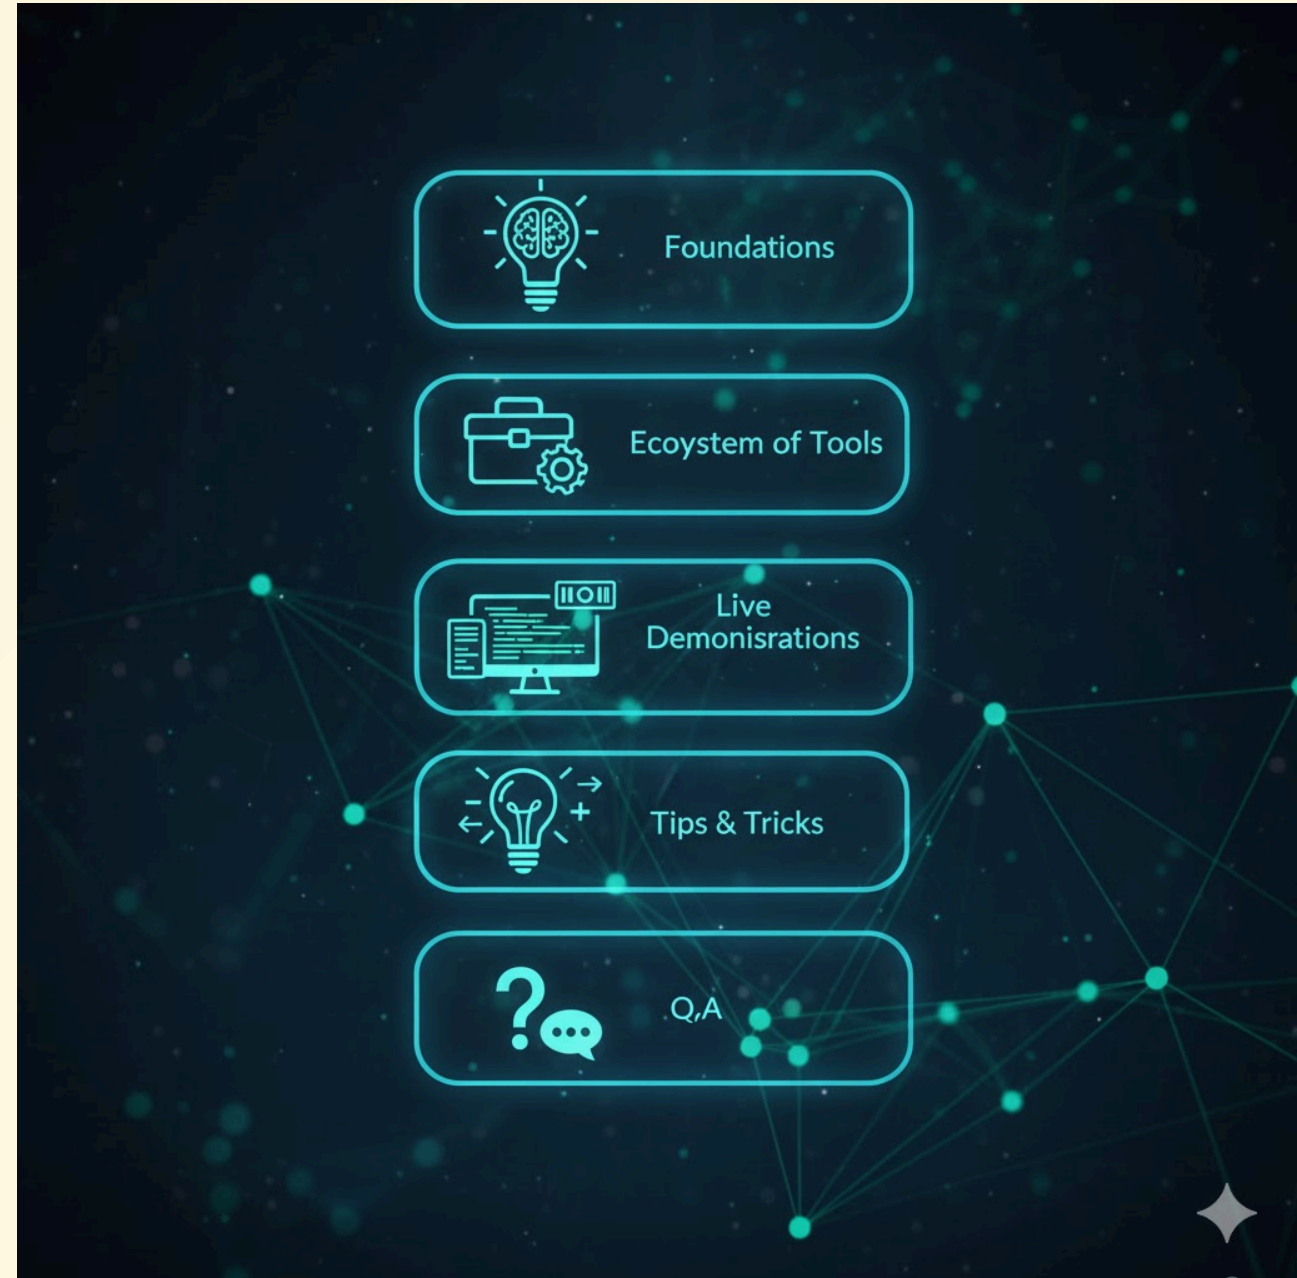 Foundations
Ecoystem of Tools
Live
Demonisrations
Tips & Tricks
Q,A